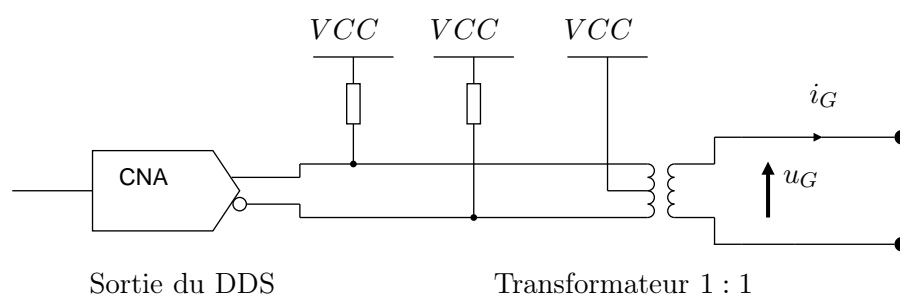 VCC VCC VCC
i_G
CNA
u_G
Sortie du DDS Transformateur 1 : 1